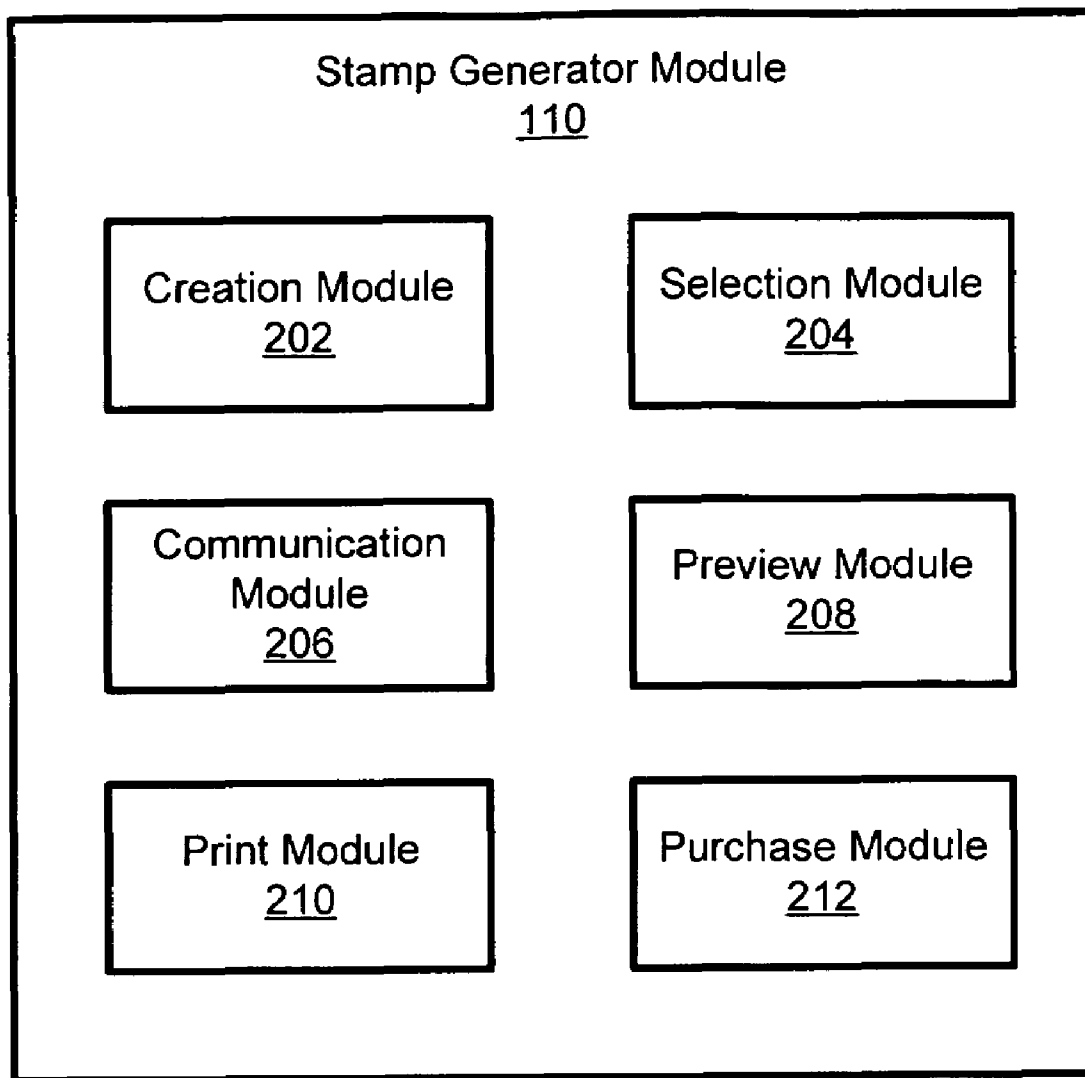 Stamp Generator Module
110
Creation Module
202
Selection Module
204
Communication
Module
206
Preview Module
208
Print Module
210
Purchase Module
212